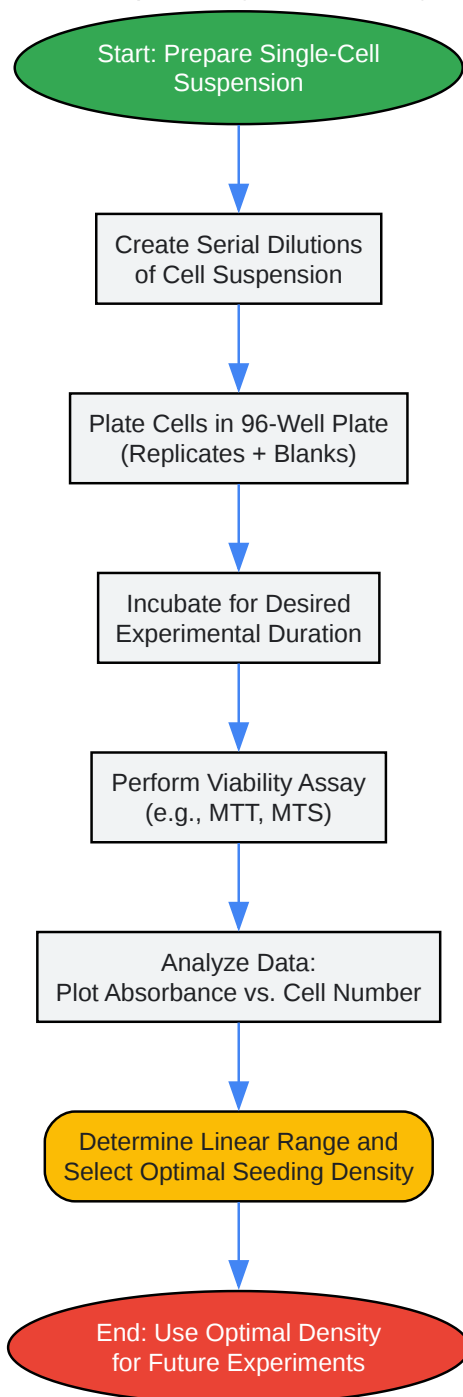 Start: Prepare Single-Cell
Suspension
Create Serial Dilutions
of Cell Suspension
Plate Cells in 96-Well Plate
(Replicates + Blanks)
Incubate for Desired
Experimental Duration
Perform Viability Assay
(e.g., MTT, MTS)
Analyze Data:
Plot Absorbance vs. Cell Number
Determine Linear Range and
Select Optimal Seeding Density
End: Use Optimal Density
for Future Experiments